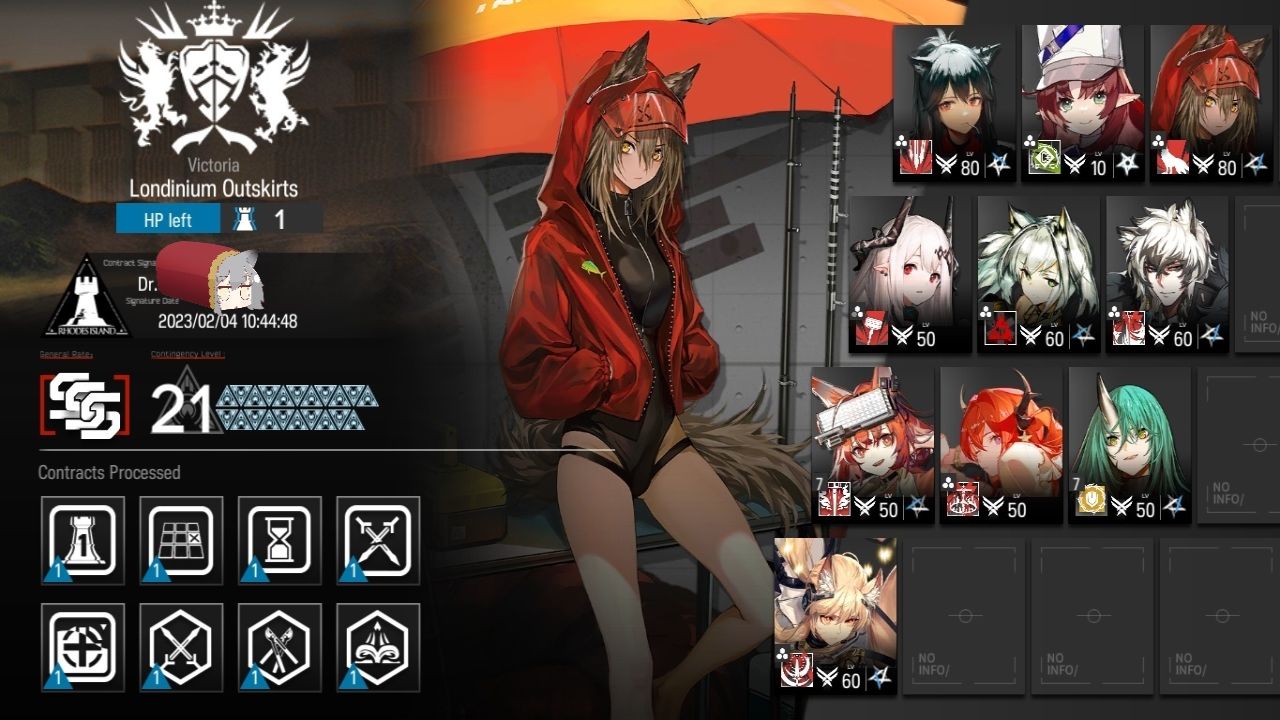 Victoria
Londinium Outskirts
HP left 1
Contract Signa
Dr.
Signature Date
2023/02/04 10:44:48
RHODES ISLAND
General Rate:
Contingency Level:
21
Contracts Processed
1
1 1 1 1
1 1 1 1
LV 80
LV 10
LV 80
LV 50
LV 60
LV 60
NO
INFO/
7
LV 50
LV 50
7
LV 50
NO
INFO/
LV 60
NO
INFO/
NO
INFO/
NO
INFO/